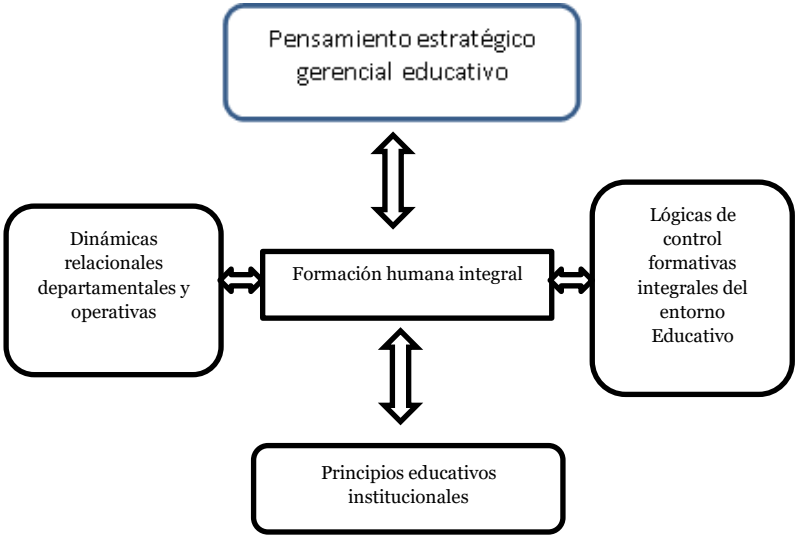 Pensamiento estratégico
gerencial educativo
Dinámicas
relacionales
departamentales y
operativas
Formación humana integral
Lógicas de
control
formativas
integrales del
entorno
Educativo
Principios educativos
institucionales